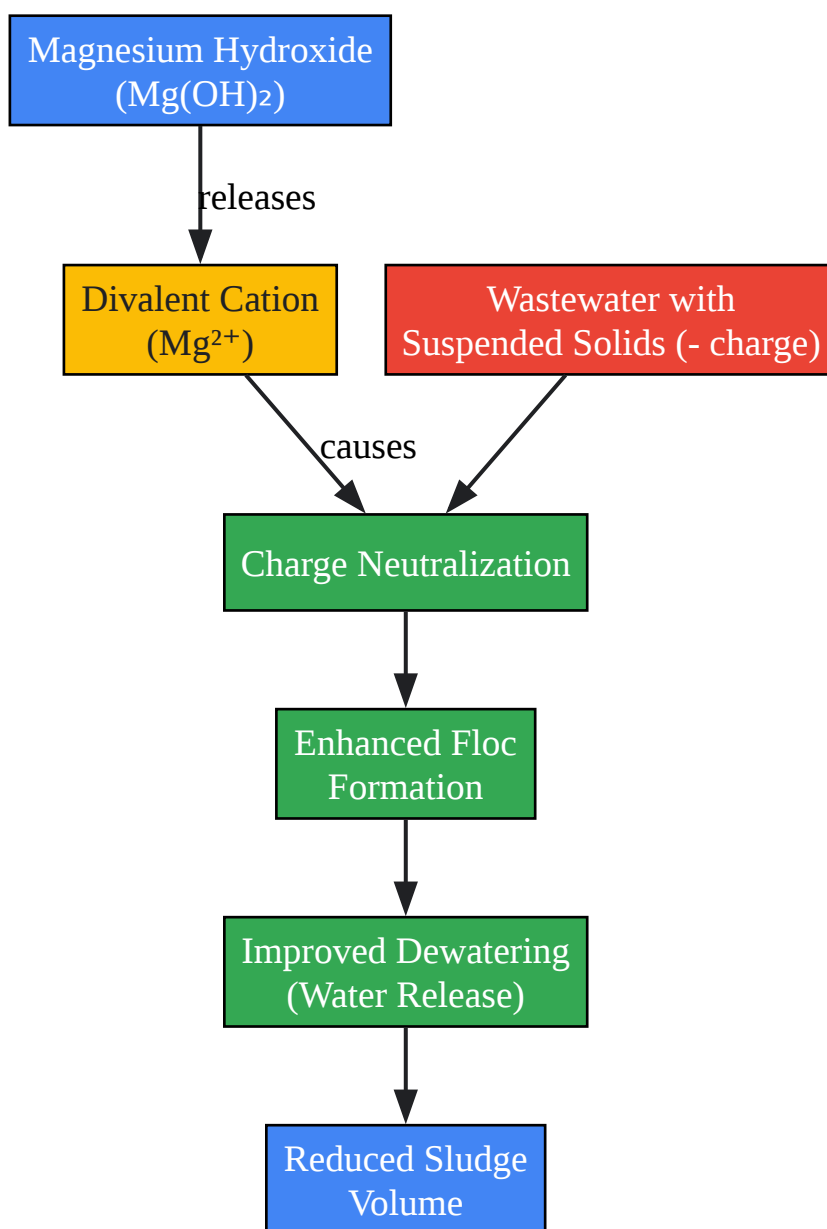 Magnesium Hydroxide
(Mg(OH)₂)
releases
Divalent Cation
(Mg²⁺)
Wastewater with
Suspended Solids (- charge)
causes
Charge Neutralization
Enhanced Floc
Formation
Improved Dewatering
(Water Release)
Reduced Sludge
Volume